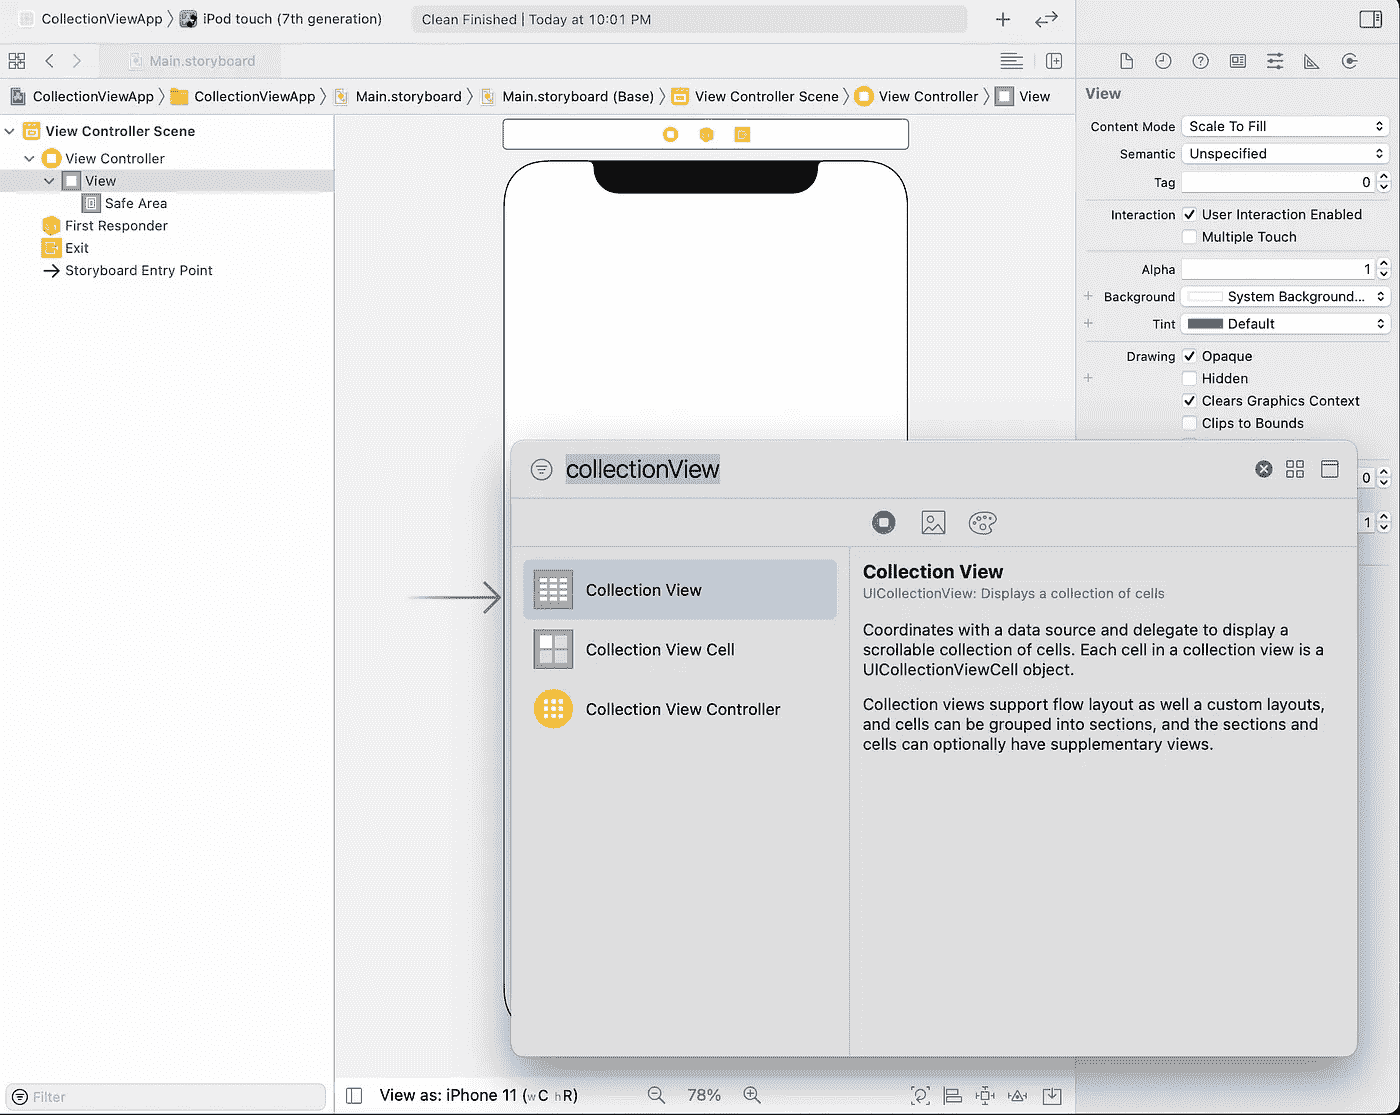 CollectionViewApp
iPod touch (7th generation)
Clean Finished | Today at 10:01 PM
Main.storyboard
CollectionViewApp
CollectionViewApp
Main.storyboard
Main.storyboard (Base)
View Controller Scene
View Controller
View
View Controller Scene
View Controller
View
Safe Area
First Responder
Exit
Storyboard Entry Point
View
Content Mode Scale To Fill
Semantic Unspecified
Tag 0
Interaction User Interaction Enabled
Multiple Touch
Alpha 1
Background System Background...
Tint Default
Drawing Opaque
Hidden
Clears Graphics Context
Clips to Bounds
0
1
collectionView
Collection View
Collection View Cell
Collection View Controller
Collection View
UICollectionView: Displays a collection of cells
Coordinates with a data source and delegate to display a
scrollable collection of cells. Each cell in a collection view is a
UICollectionViewCell object.
Collection views support flow layout as well a custom layouts,
and cells can be grouped into sections, and the sections and
cells can optionally have supplementary views.
Filter
View as: iPhone 11 (wC hR)
78%